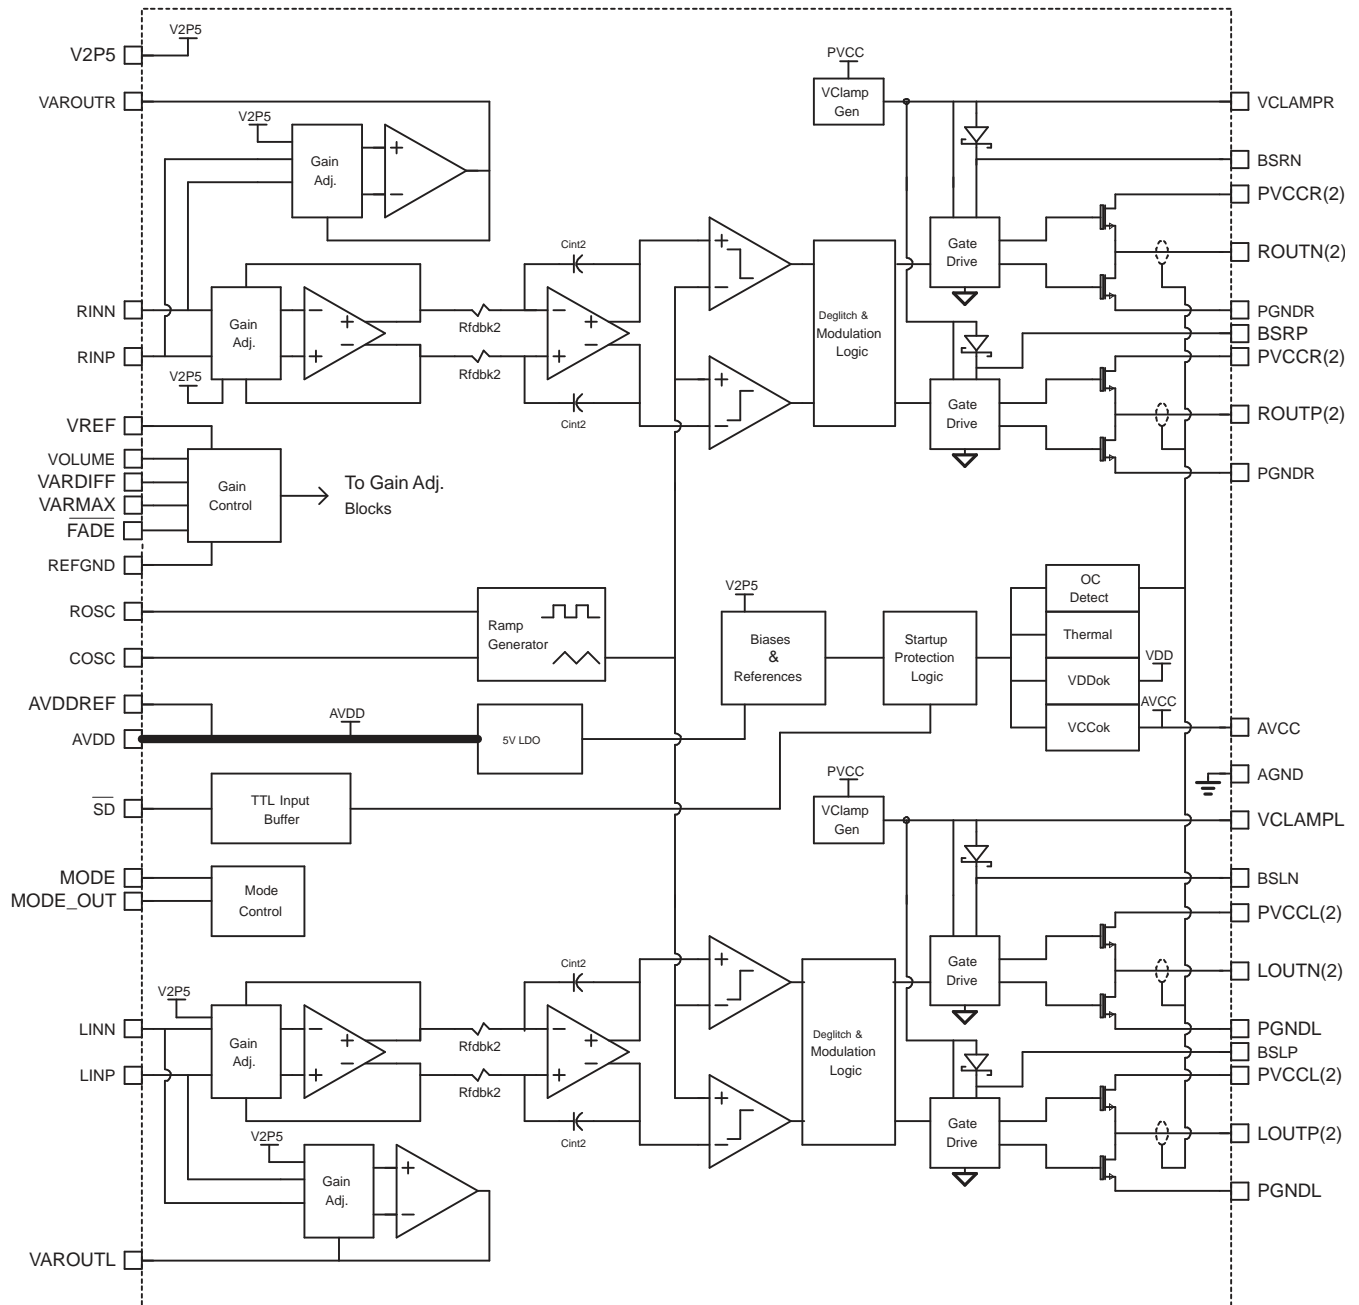 V2P5
V2P5
VAROUTR
V2P5
Gain
Adj.
+
−
RINN
RINP
Gain
Adj.
V2P5
−
+
+
−
Rfdbk2
Rfdbk2
Cint2
−
+
+
−
Cint2
+
−
+
−
Deglitch &
Modulation
Logic
PVCC
VClamp
Gen
Gate
Drive
Gate
Drive
VCLAMPR
BSRN
PVCCR(2)
ROUTN(2)
PGNDR
BSRP
PVCCR(2)
ROUTP(2)
PGNDR
VREF
VOLUME
VARDIFF
VARMAX
FADE
REFGND
Gain
Control
To Gain Adj.
Blocks
ROSC
COSC
Ramp
Generator
AVDDREF
AVDD
AVDD
5V LDO
V2P5
Biases
&
References
Startup
Protection
Logic
OC
Detect
Thermal
VDDok
VCCok
VDD
AVCC
AVCC
AGND
SD
TTL Input
Buffer
MODE
MODE_OUT
Mode
Control
PVCC
VClamp
Gen
VCLAMPL
BSLN
PVCCL(2)
LOUTN(2)
PGNDL
BSLP
PVCCL(2)
LOUTP(2)
PGNDL
V2P5
LINN
LINP
Gain
Adj.
−
+
+
−
Rfdbk2
Rfdbk2
Cint2
−
+
+
−
Cint2
+
−
+
−
Deglitch &
Modulation
Logic
Gate
Drive
Gate
Drive
V2P5
Gain
Adj.
+
−
VAROUTL